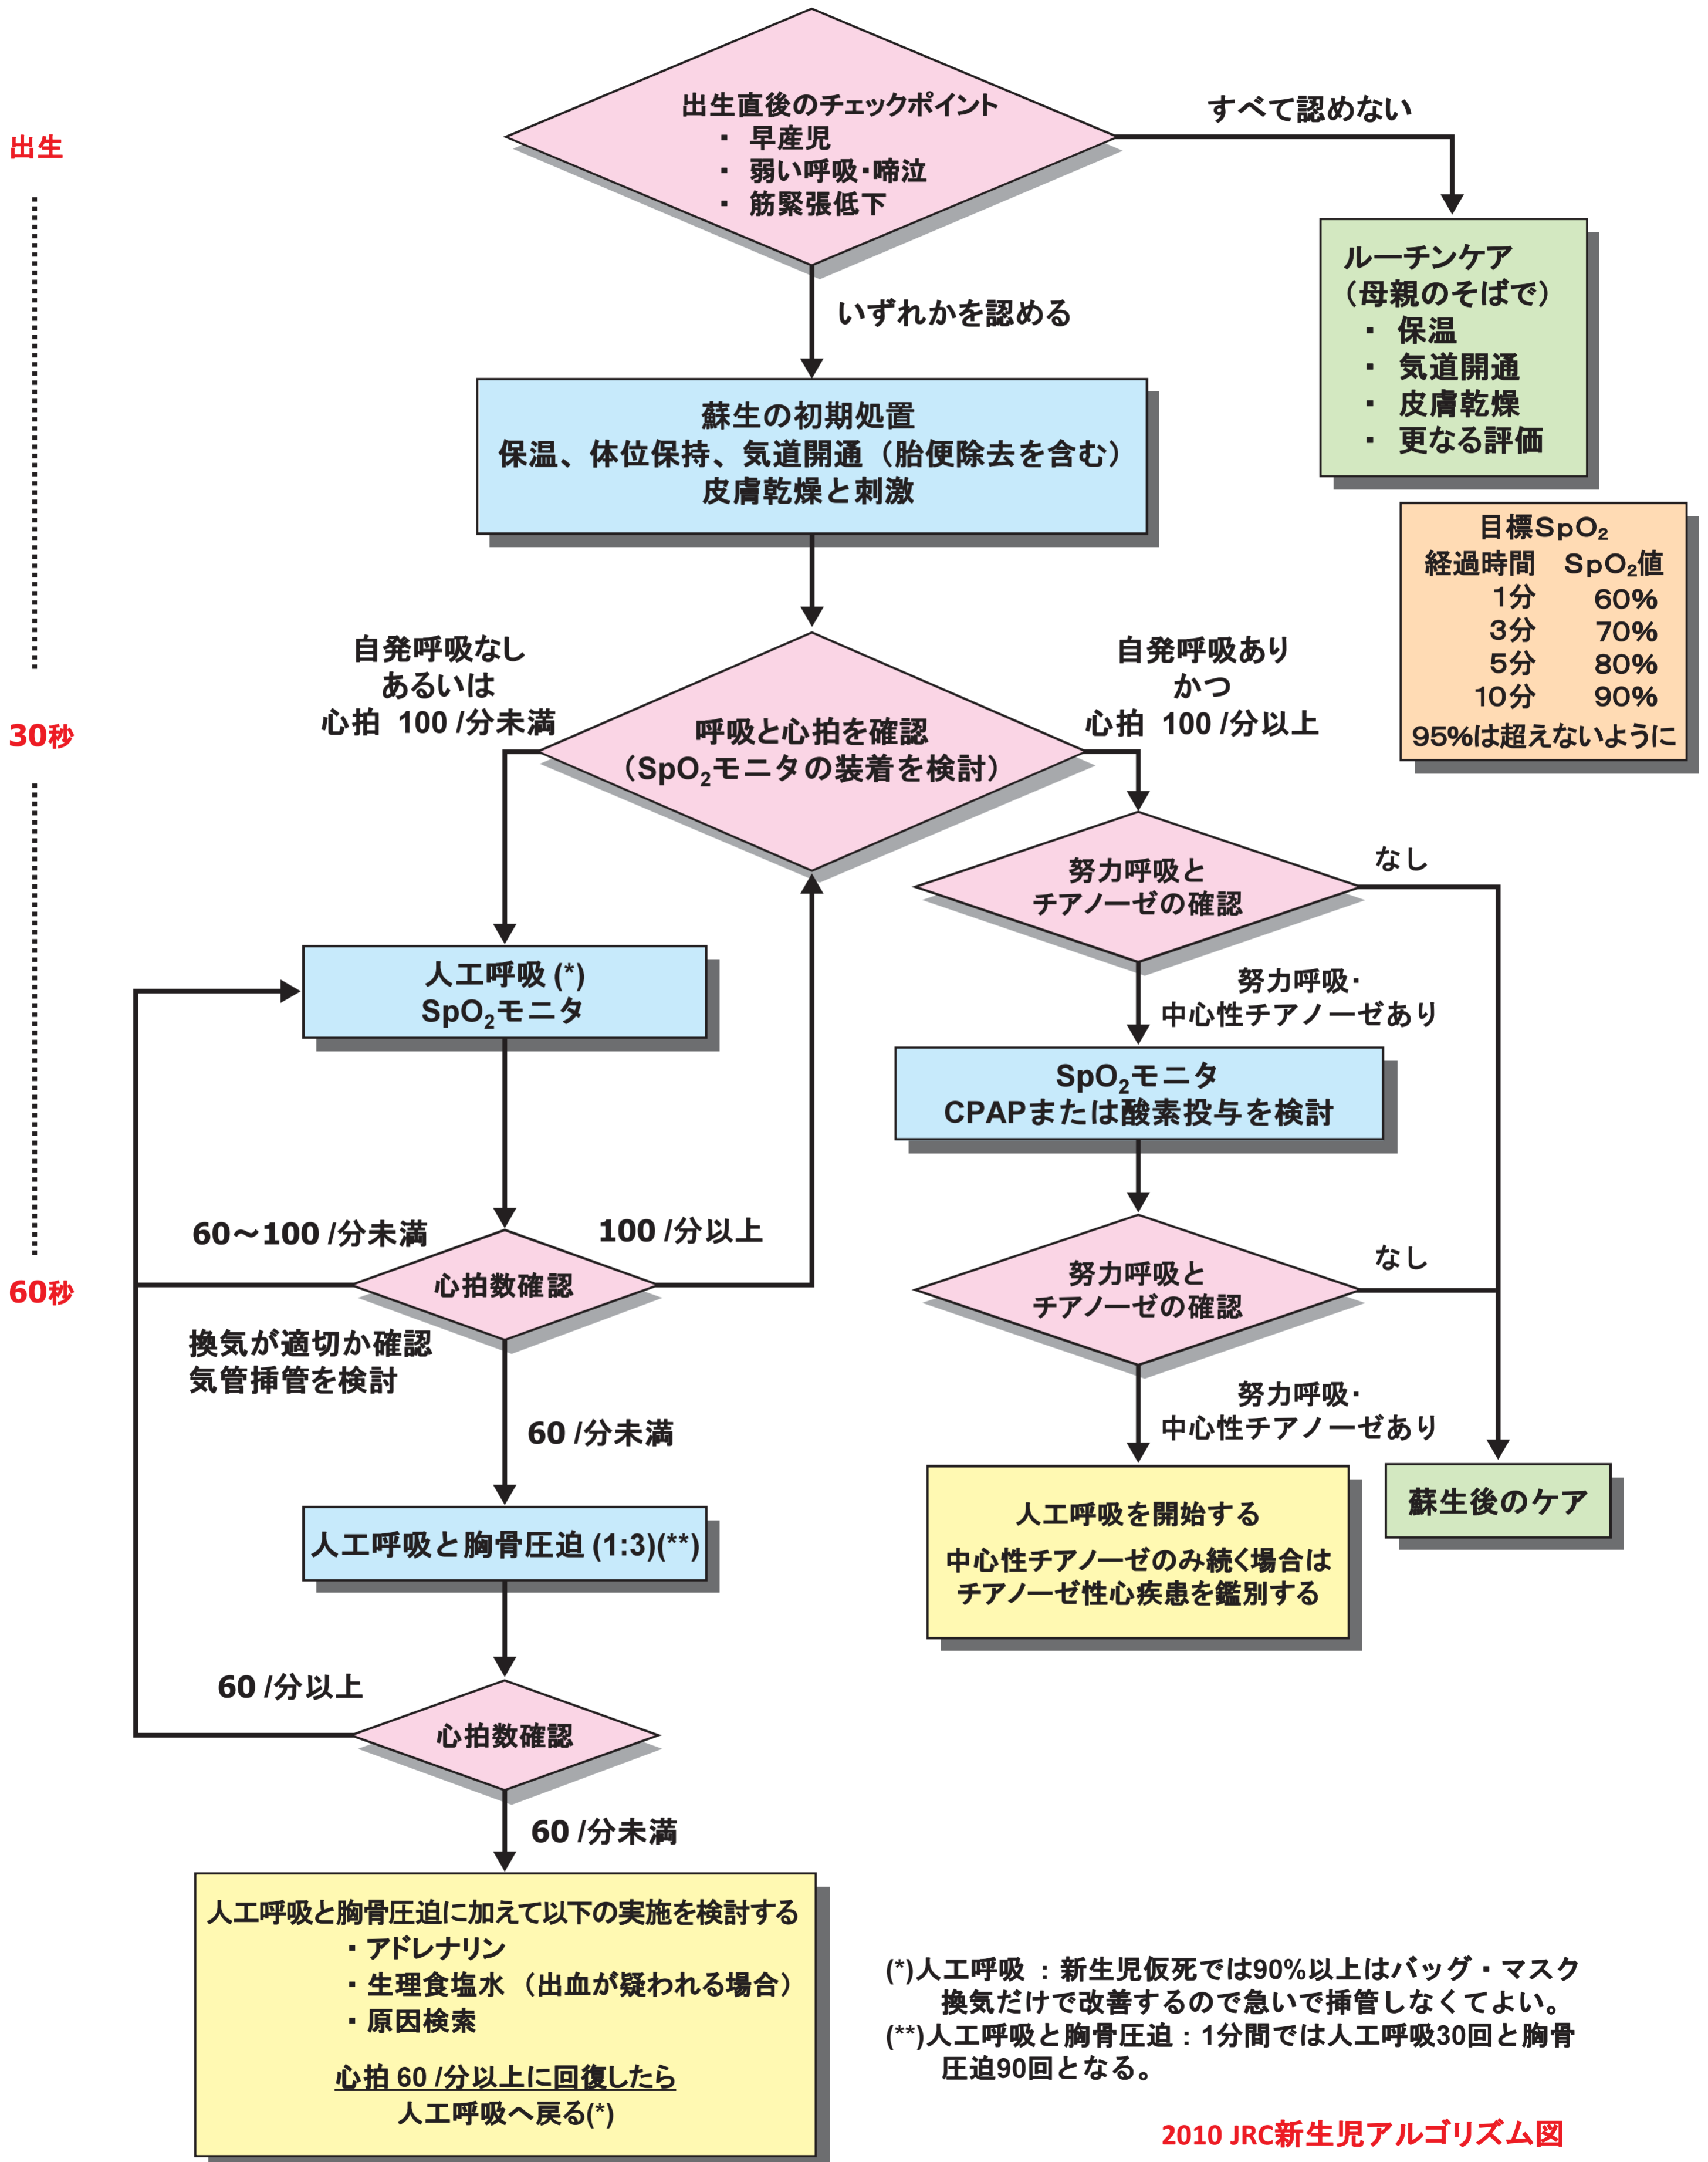 出生直後のチェックポイント
・ 早産児
・ 弱い呼吸・啼泣
・ 筋緊張低下
すべて認めない
出生
ルーチンケア
（母親のそばで）
・ 保温
・ 気道開通
・ 皮膚乾燥
・ 更なる評価
いずれかを認める
蘇生の初期処置
保温、体位保持、気道開通（胎便除去を含む）
皮膚乾燥と刺激
目標SpO₂
経過時間 SpO₂値
1分 60%
3分 70%
5分 80%
10分 90%
95%は超えないように
自発呼吸なし
あるいは
心拍 100 /分未満
自発呼吸あり
かつ
心拍 100 /分以上
30秒
呼吸と心拍を確認
（SpO₂モニタの装着を検討）
努力呼吸と
チアノーゼの確認
なし
人工呼吸 (*)
SpO₂モニタ
努力呼吸・
中心性チアノーゼあり
SpO₂モニタ
CPAPまたは酸素投与を検討
60～100 /分未満
100 /分以上
60秒
心拍数確認
努力呼吸と
チアノーゼの確認
なし
換気が適切か確認
気管挿管を検討
60 /分未満
努力呼吸・
中心性チアノーゼあり
人工呼吸と胸骨圧迫 (1:3)(**)
人工呼吸を開始する
中心性チアノーゼのみ続く場合は
チアノーゼ性心疾患を鑑別する
蘇生後のケア
60 /分以上
心拍数確認
60 /分未満
人工呼吸と胸骨圧迫に加えて以下の実施を検討する
・ アドレナリン
・ 生理食塩水 （出血が疑われる場合）
・ 原因検索
心拍 60 /分以上に回復したら
人工呼吸へ戻る(*)
(*)人工呼吸 ：新生児仮死では90%以上はバッグ・マスク
換気だけで改善するので急いで挿管しなくてよい。
(**)人工呼吸と胸骨圧迫：1分間では人工呼吸30回と胸骨
圧迫90回となる。
2010 JRC新生児アルゴリズム図